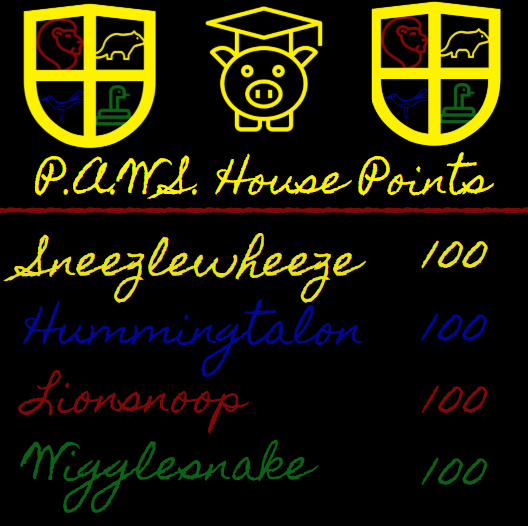 P.A.W.S. House Points
Sneezlewheeze 100
Hummingtalon 100
Lionsnoop 100
Wigglesnake 100